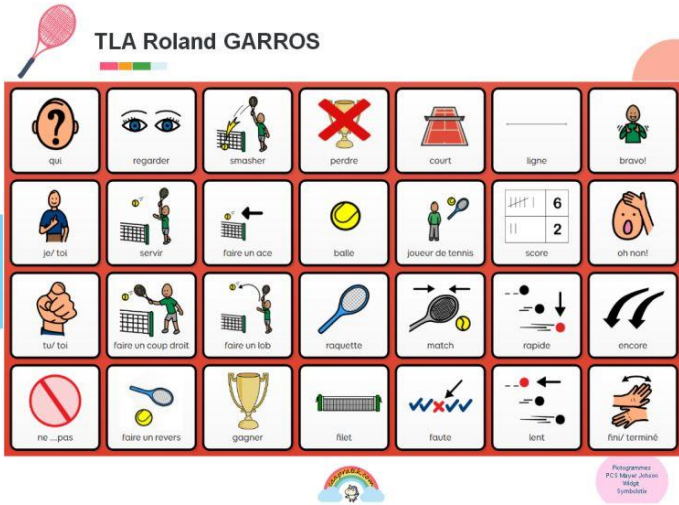 TLA Roland GARROS
qui
regarder
smasher
perdre
court
ligne
bravo!
je/ toi
servir
faire un ace
balle
joueur de tennis
6
2
score
oh non!
tu/ toi
faire un coup droit
faire un lob
raquette
match
rapide
encore
ne ...pas
faire un revers
gagner
filet
faute
lent
fini/ terminé
Pictogrammes
PCS Mayer Johson
Widgit
Symbolstix